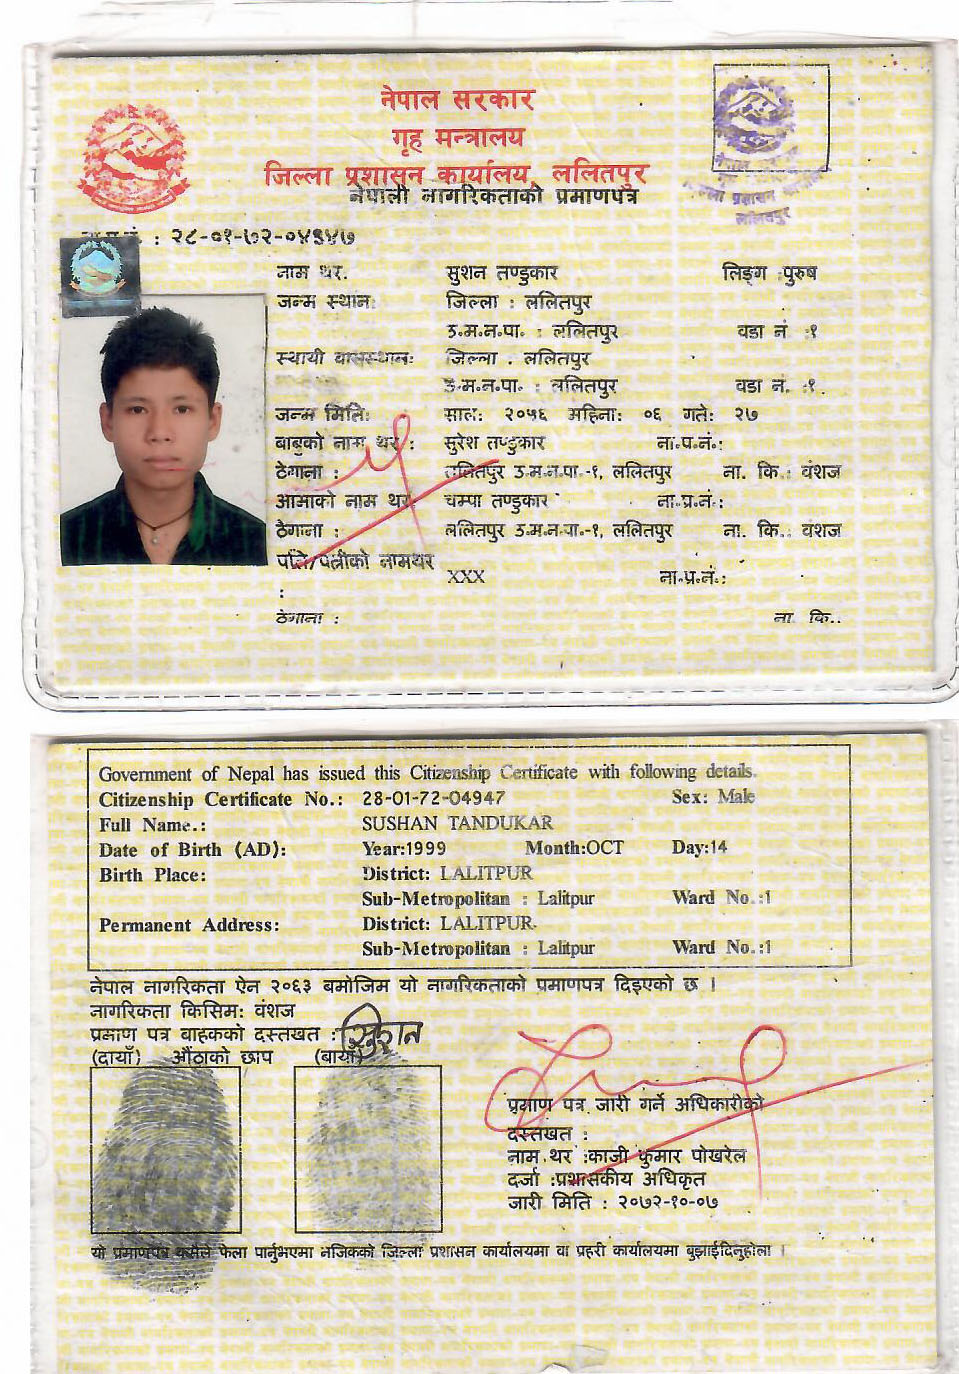 नेपाल सरकार
गृह मन्त्रालय
जिल्ला प्रशासन कार्यालय, ललितपुर
नेपाली नागरिकताको प्रमाणपत्र
प्रशासन
ललितपुर
: २८-०१-७२-०४९४७
नाम थर. सुशन तण्डुकार लिङ्ग :पुरुष
जन्म स्थान: जिल्ला : ललितपुर
उ.म.न.पा. : ललितपुर वडा नं :१
स्थायी बासस्थान: जिल्ला . ललितपुर
उ.म.न.पा. : ललितपुर वडा नं. :१
जन्म मिति: साल: २०५६ महिना: ०६ गते: २७
बाबुको नाम थर : सुरेश तण्डुकार ना.प्र.नं.:
ठेगाना : ललितपुर उ.म.न.पा.-१, ललितपुर ना. कि.: वंशज
आमाको नाम थर: चम्पा तण्डुकार ना.प्र.नं.:
ठेगाना : ललितपुर उ.म.न.पा.-१, ललितपुर ना. कि.: वंशज
पति/पत्नीको नामथर XXX ना.प्र.नं.:
:
ठेगाना : ना. कि..
Government of Nepal has issued this Citizenship Certificate with following details.
Citizenship Certificate No.: 28-01-72-04947 Sex: Male
Full Name.: SUSHAN TANDUKAR
Date of Birth (AD): Year:1999 Month:OCT Day:14
Birth Place: District: LALITPUR
Sub-Metropolitan : Lalitpur Ward No.:1
Permanent Address: District: LALITPUR
Sub-Metropolitan : Lalitpur Ward No.:1
नेपाल नागरिकता ऐन २०६३ बमोजिम यो नागरिकताको प्रमाणपत्र दिइएको छ ।
नागरिकता किसिम: वंशज
प्रमाण पत्र बाहकको दस्तखत : सुशन
(दायाँ) औंठाको छाप (बायाँ)
प्रमाण पत्र जारी गर्ने अधिकारीको
दस्तखत :
नाम थर :काजी कुमार पोखरेल
दर्जा :प्रशासकीय अधिकृत
जारी मिति : २०७२-१०-०७
यो प्रमाणपत्र कसैले फेला पार्नुभएमा नजिकको जिल्ला प्रशासन कार्यालयमा वा प्रहरी कार्यालयमा बुझाईदिनुहोला ।